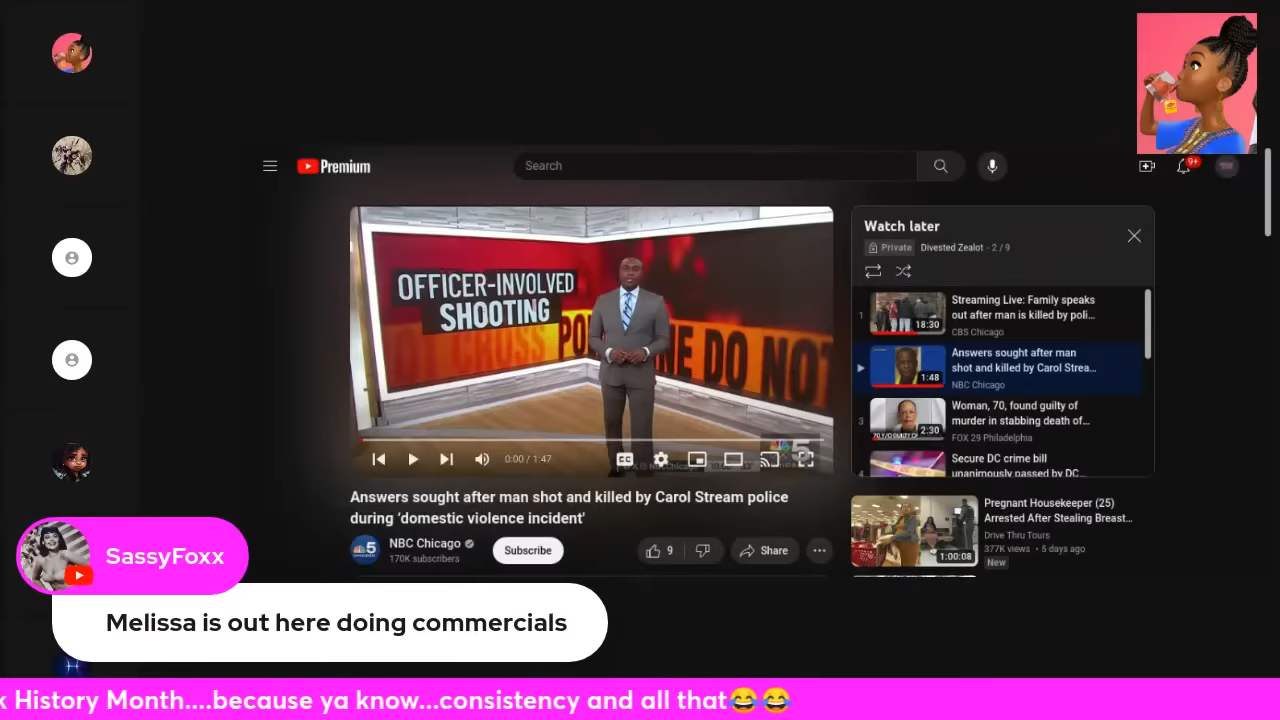 Premium
Search
9+
OFFICER-INVOLVED
SHOOTING
0:00 / 1:47
Answers sought after man shot and killed by Carol Stream police
during ‘domestic violence incident'
NBC Chicago
170K subscribers
Subscribe
9
Share
Watch later
Private
Divested Zealot - 2 / 9
1
18:30
Streaming Live: Family speaks
out after man is killed by poli...
CBS Chicago
1:48
Answers sought after man
shot and killed by Carol Strea...
NBC Chicago
3
2:30
Woman, 70, found guilty of
murder in stabbing death of...
FOX 29 Philadelphia
4
Secure DC crime bill
unanimously passed by DC...
1:00:08
Pregnant Housekeeper (25)
Arrested After Stealing Breast...
Drive Thru Tours
377K views • 5 days ago
New
SassyFoxx
Melissa is out here doing commercials
k History Month....because ya know...consistency and all that😂😂